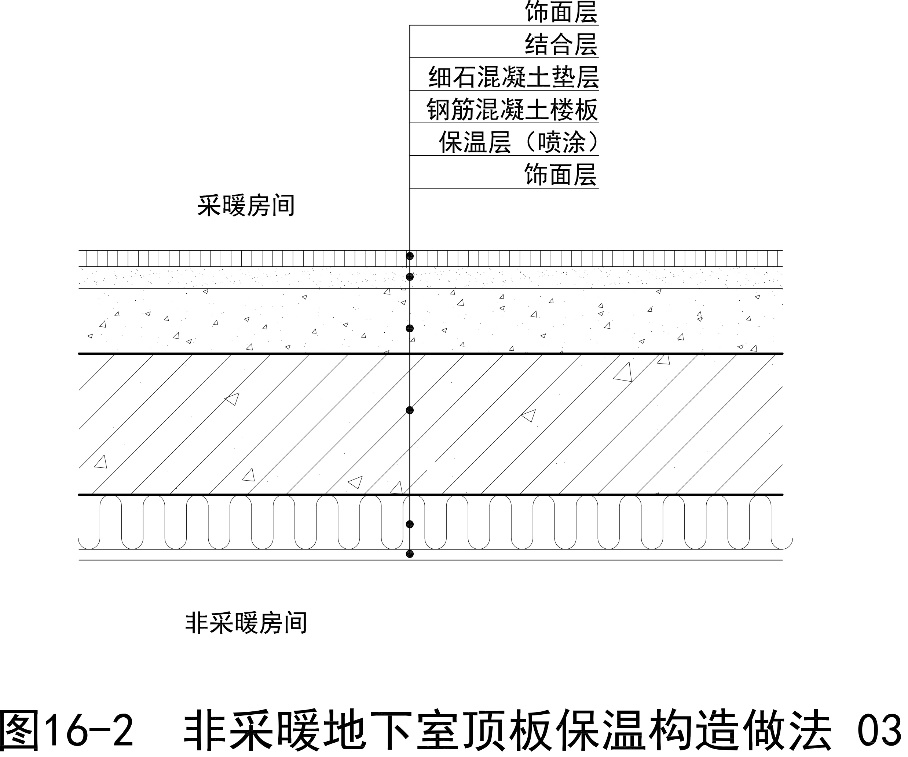 饰面层
结合层
细石混凝土垫层
钢筋混凝土楼板
保温层（喷涂）
饰面层
采暖房间
非采暖房间
图16-2 非采暖地下室顶板保温构造做法 03